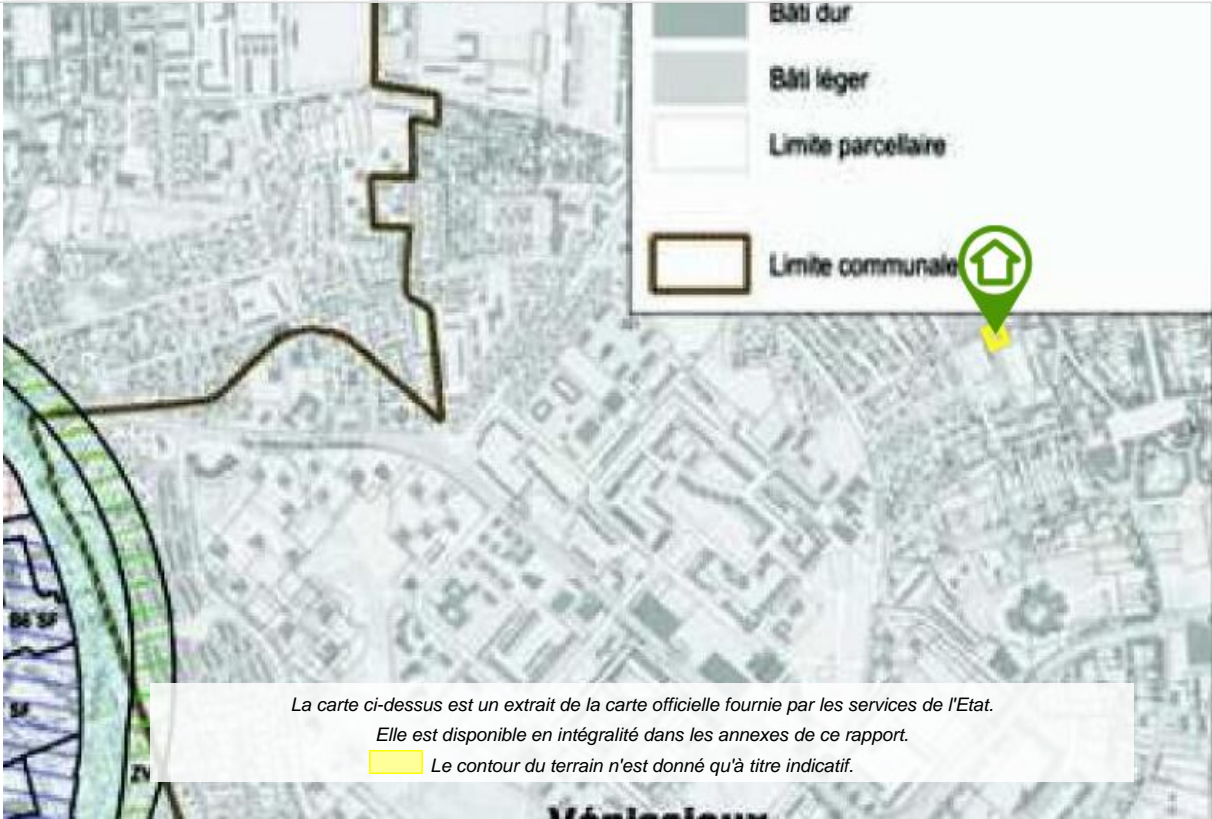 Bâti dur
Bâti léger
Limite parcellaire
Limite communale
B6 SF
SF
ZV
La carte ci-dessus est un extrait de la carte officielle fournie par les services de l'Etat.
Elle est disponible en intégralité dans les annexes de ce rapport.
Le contour du terrain n'est donné qu'à titre indicatif.
Vénissieux